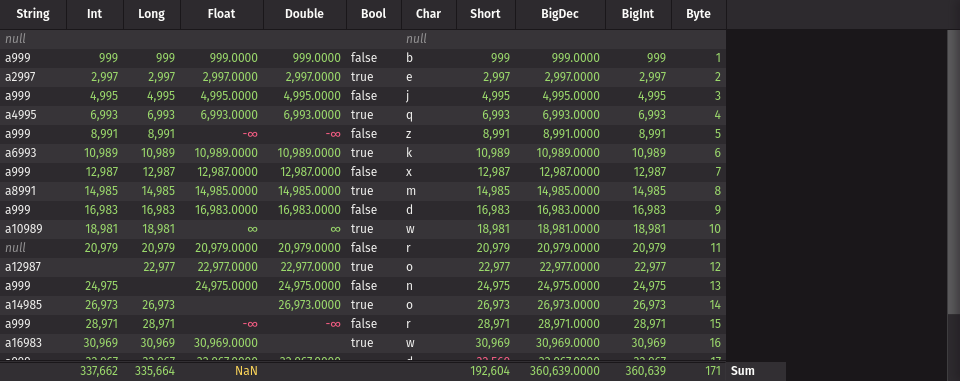 String Int Long Float Double Bool Char Short BigDec BigInt Byte
null null
a999 999 999 999.0000 999.0000 false b 999 999.0000 999 1
a2997 2,997 2,997 2,997.0000 2,997.0000 true e 2,997 2,997.0000 2,997 2
a999 4,995 4,995 4,995.0000 4,995.0000 false j 4,995 4,995.0000 4,995 3
a4995 6,993 6,993 6,993.0000 6,993.0000 true q 6,993 6,993.0000 6,993 4
a999 8,991 8,991 -∞ -∞ false z 8,991 8,991.0000 8,991 5
a6993 10,989 10,989 10,989.0000 10,989.0000 true k 10,989 10,989.0000 10,989 6
a999 12,987 12,987 12,987.0000 12,987.0000 false x 12,987 12,987.0000 12,987 7
a8991 14,985 14,985 14,985.0000 14,985.0000 true m 14,985 14,985.0000 14,985 8
a999 16,983 16,983 16,983.0000 16,983.0000 false d 16,983 16,983.0000 16,983 9
a10989 18,981 18,981 ∞ ∞ true w 18,981 18,981.0000 18,981 10
null 20,979 20,979 20,979.0000 20,979.0000 false r 20,979 20,979.0000 20,979 11
a12987 22,977 22,977.0000 22,977.0000 true o 22,977 22,977.0000 22,977 12
a999 24,975 24,975.0000 24,975.0000 false n 24,975 24,975.0000 24,975 13
a14985 26,973 26,973 26,973.0000 true o 26,973 26,973.0000 26,973 14
a999 28,971 28,971 -∞ -∞ false r 28,971 28,971.0000 28,971 15
a16983 30,969 30,969 30,969.0000 true w 30,969 30,969.0000 30,969 16
337,662 335,664 NaN 192,604 360,639.0000 360,639 171 Sum